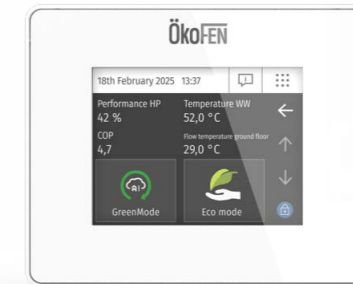 ÖkoFEN
18th February 2025 13:37
Performance HP
42 %
Temperature WW
52,0 °C
COP
4,7
Flow temperature ground floor
29,0 °C
AI
GreenMode
Eco mode